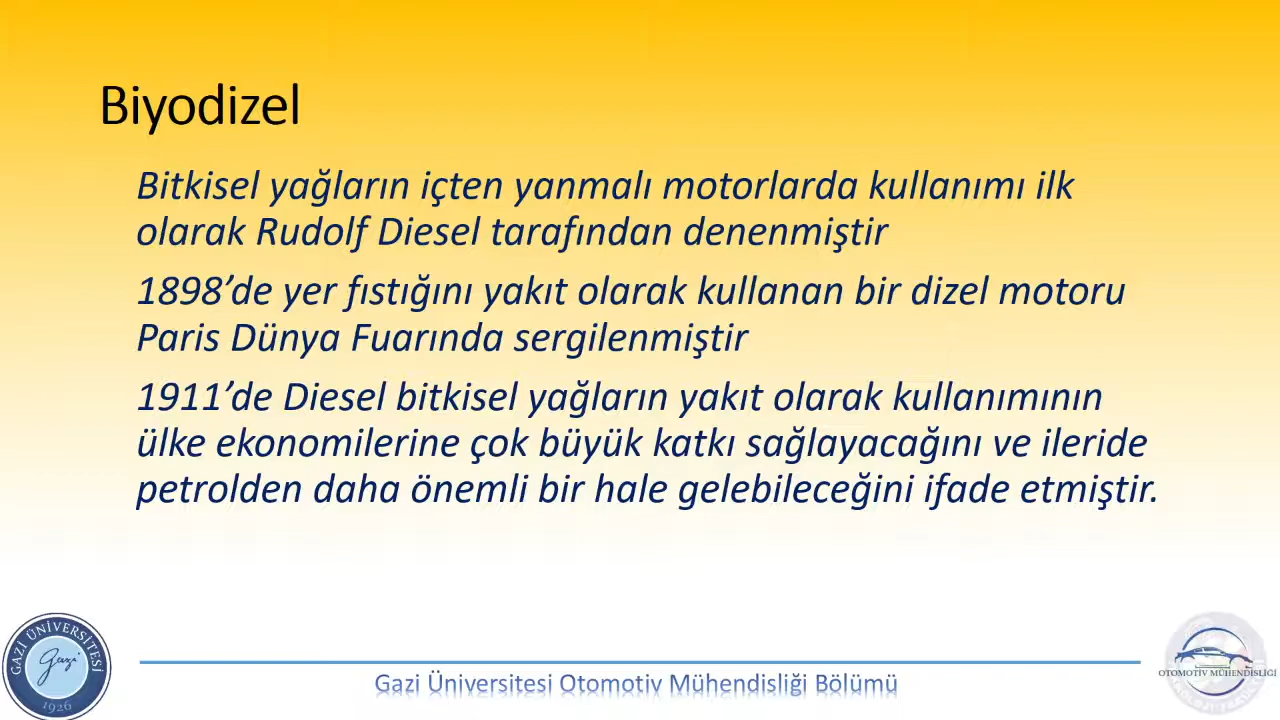 Biyodizel
Bitkisel yağların içten yanmalı motorlarda kullanımı ilk
olarak Rudolf Diesel tarafından denenmiştir
1898’de yer fıstığını yakıt olarak kullanan bir dizel motoru
Paris Dünya Fuarında sergilenmiştir
1911’de Diesel bitkisel yağların yakıt olarak kullanımının
ülke ekonomilerine çok büyük katkı sağlayacağını ve ileride
petrolden daha önemli bir hale gelebileceğini ifade etmiştir.
GAZİ ÜNİVERSİTESİ
Gazi
1926
Gazi Üniversitesi Otomotiv Mühendisliği Bölümü
OTOMOTİV MÜHENDİSLİĞİ